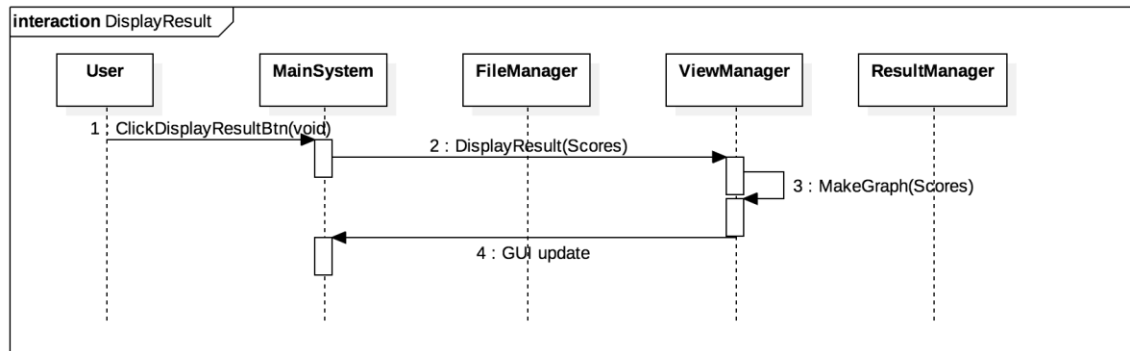 interaction DisplayResult
User
MainSystem
FileManager
ViewManager
ResultManager
1 : ClickDisplayResultBtn(void)
2 : DisplayResult(Scores)
3 : MakeGraph(Scores)
4 : GUI update